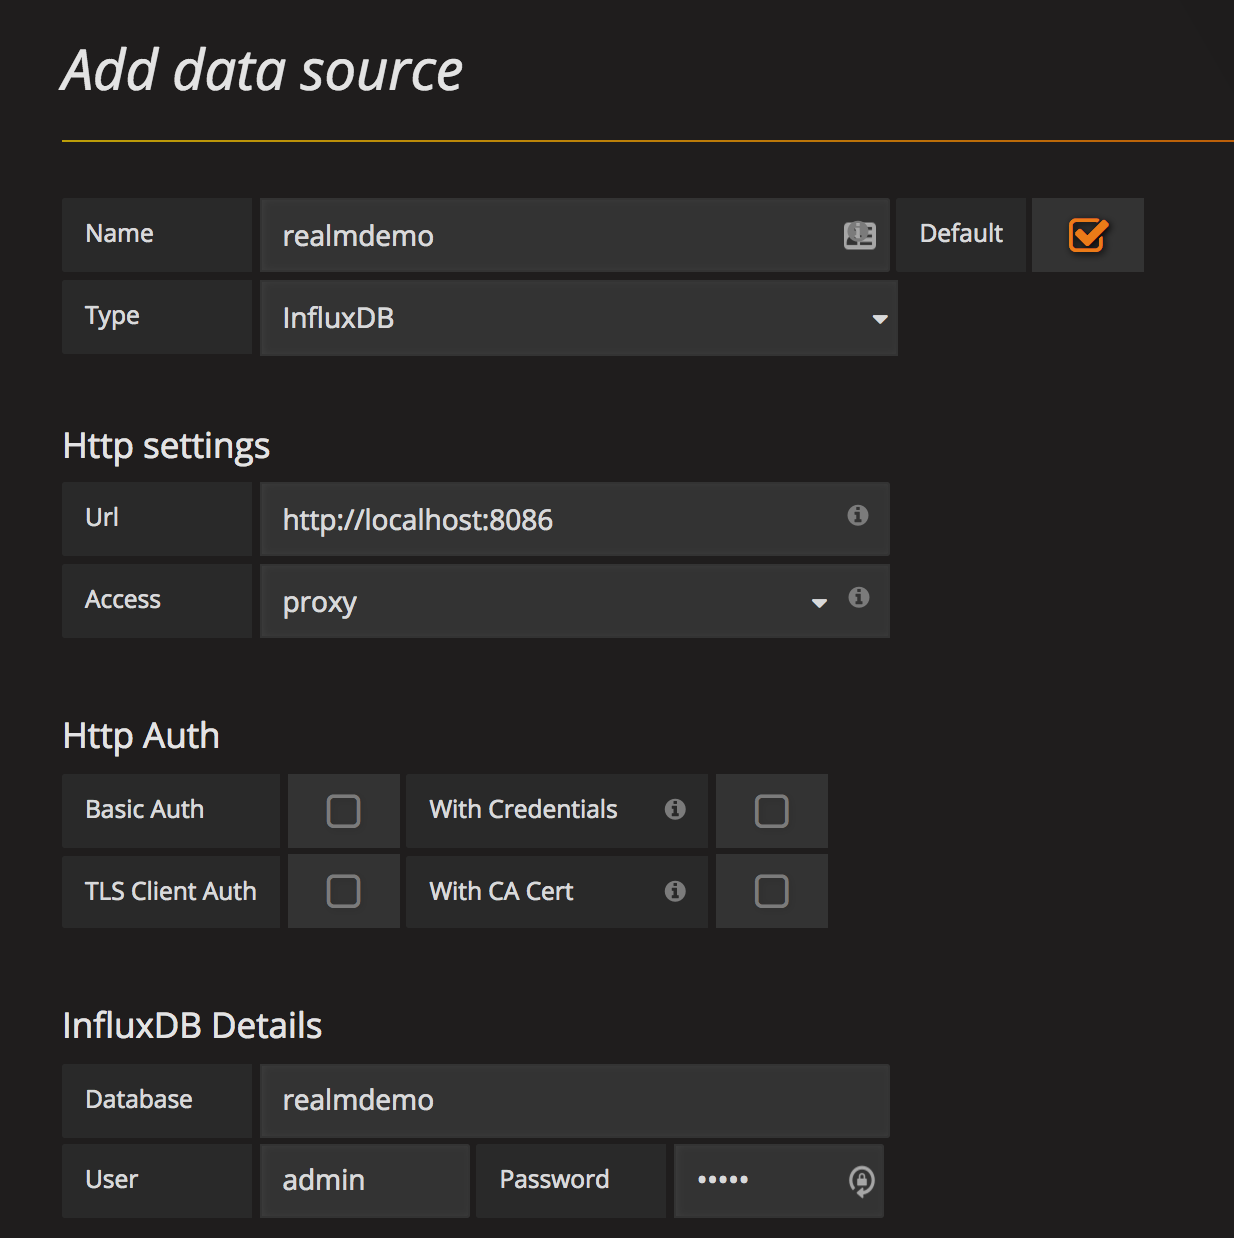 Add data source
Name realmdemo Default
Type InfluxDB
Http settings
Url http://localhost:8086
Access proxy
Http Auth
Basic Auth With Credentials
TLS Client Auth With CA Cert
InfluxDB Details
Database realmdemo
User admin Password •••••